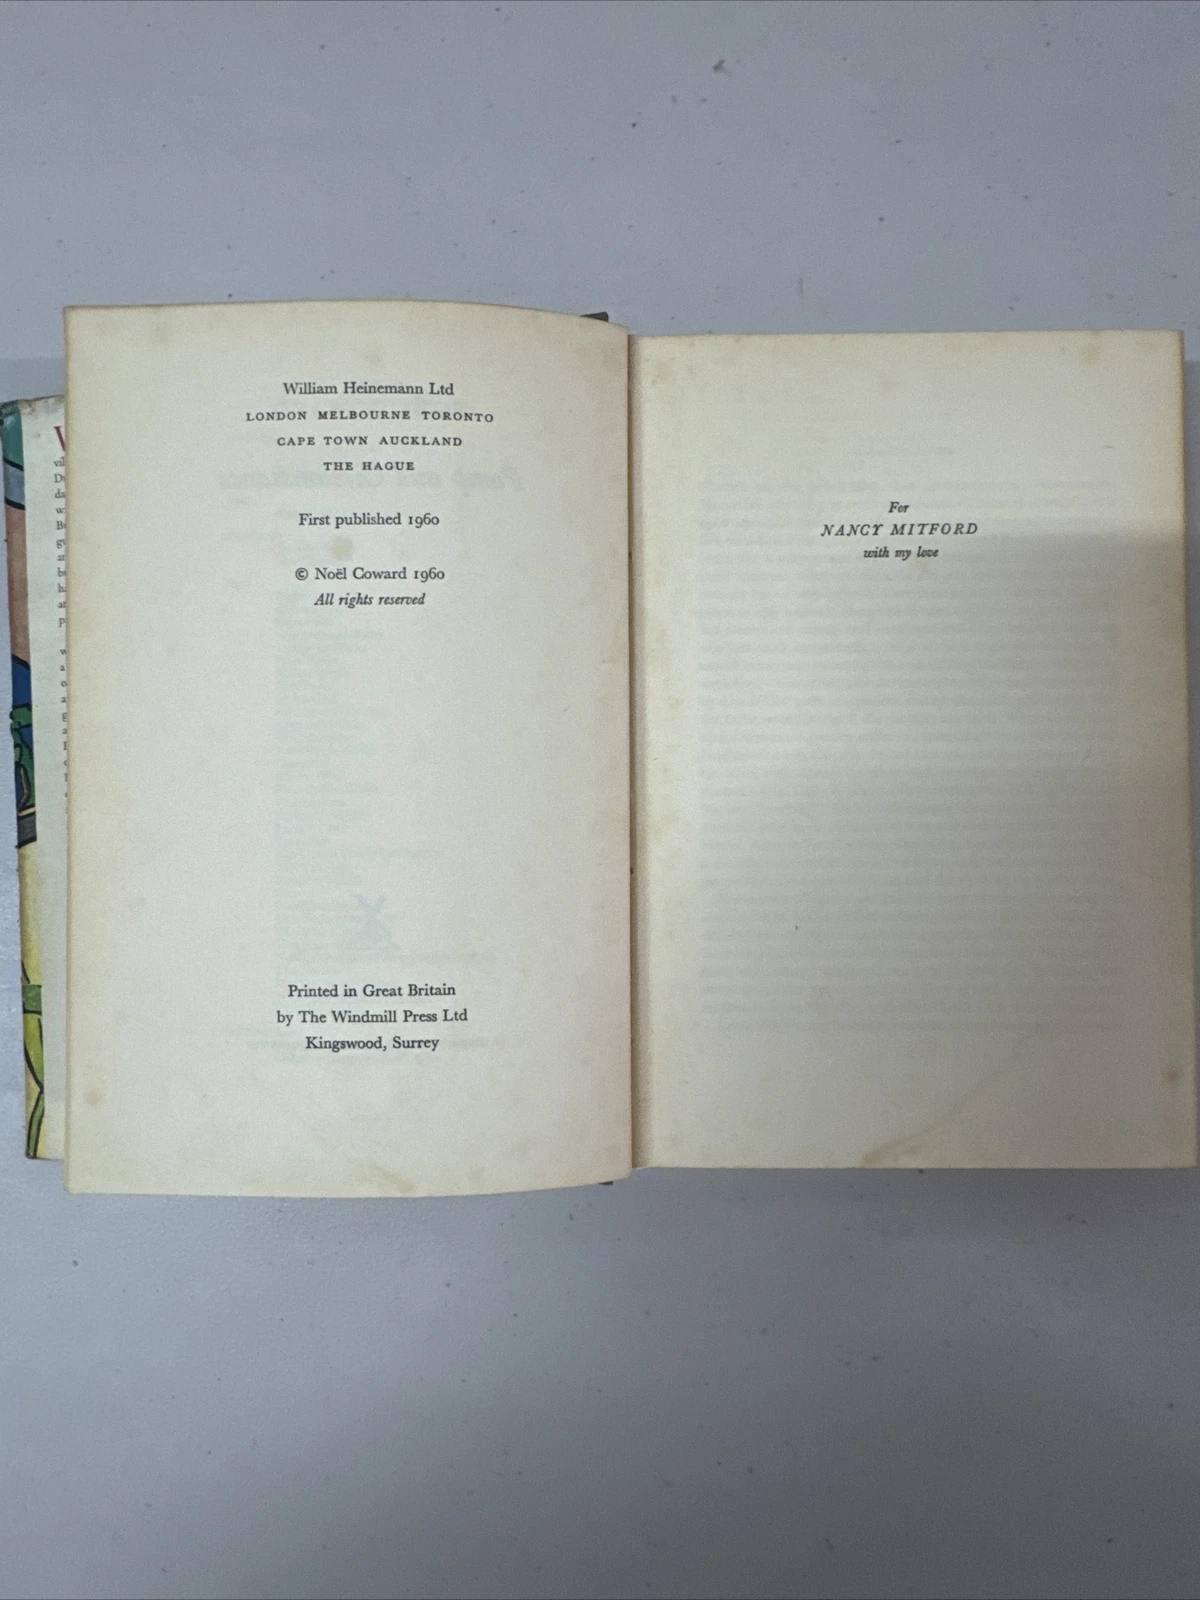 William Heinemann Ltd
LONDON MELBOURNE TORONTO
CAPE TOWN AUCKLAND
THE HAGUE
First published 1960
© Noël Coward 1960
All rights reserved
Printed in Great Britain
by The Windmill Press Ltd
Kingswood, Surrey
For
NANCY MITFORD
with my love